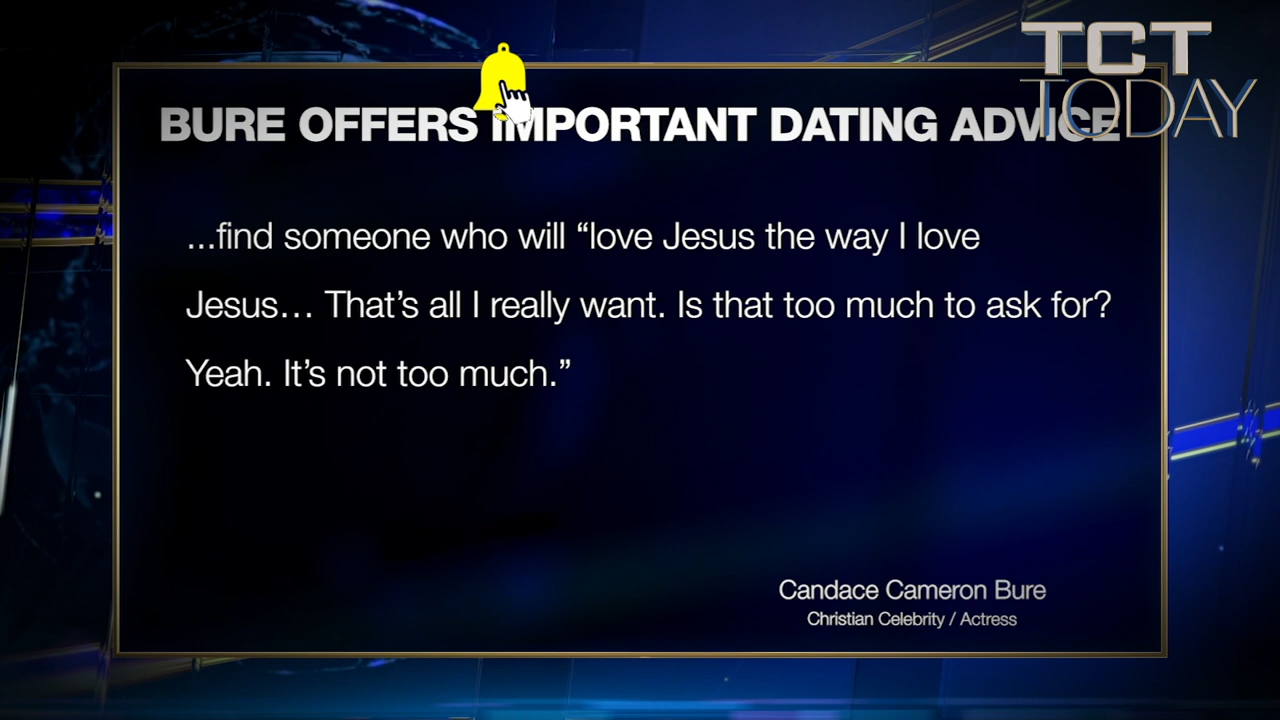 TCT
TODAY
BURE OFFERS IMPORTANT DATING ADVICE
...find someone who will “love Jesus the way I love
Jesus… That’s all I really want. Is that too much to ask for?
Yeah. It’s not too much.”
Candace Cameron Bure
Christian Celebrity / Actress